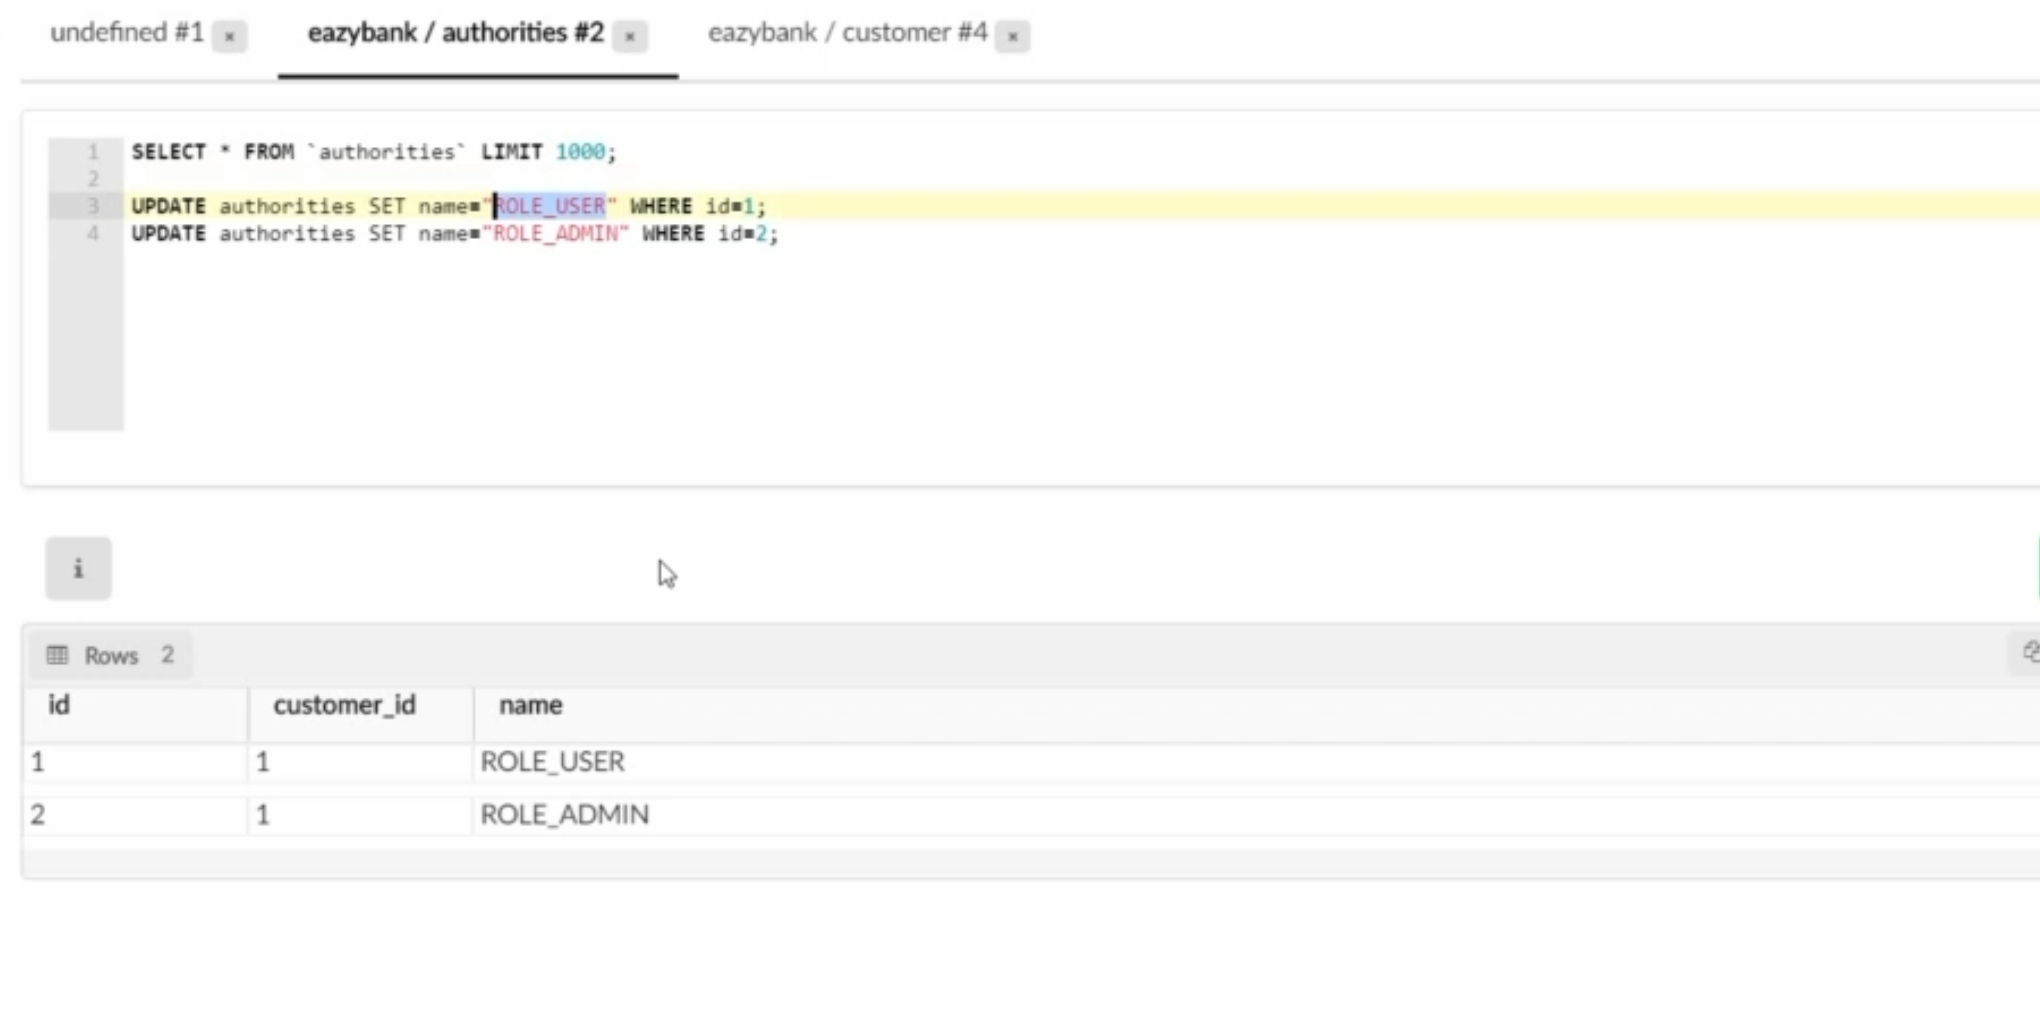 undefined #1 × eazybank / authorities #2 × eazybank / customer #4 ×
1 SELECT * FROM `authorities` LIMIT 1000;
2
3 UPDATE authorities SET name="ROLE_USER" WHERE id=1;
4 UPDATE authorities SET name="ROLE_ADMIN" WHERE id=2;
i
Rows 2
id customer_id name
1 1 ROLE_USER
2 1 ROLE_ADMIN